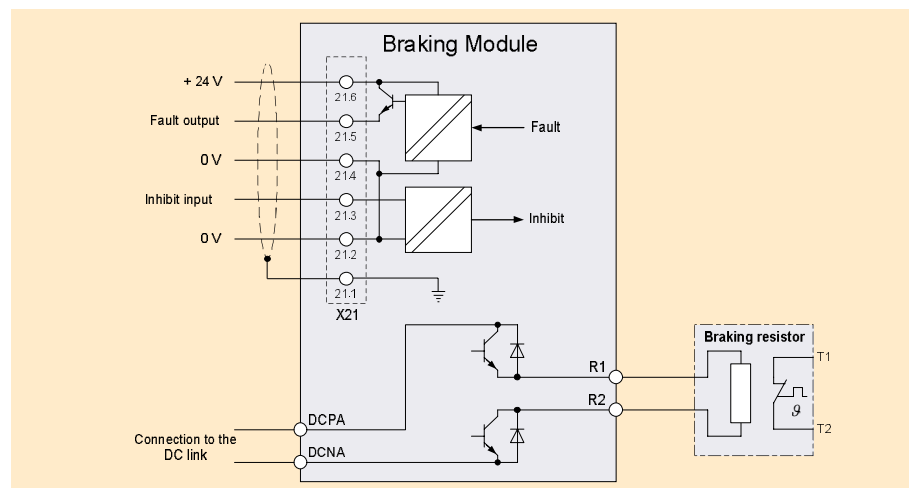 Braking Module
+ 24 V
21.6
Fault output
21.5
Fault
0 V
21.4
Inhibit input
21.3
Inhibit
0 V
21.2
21.1
X21
Braking resistor
T1
R1
R2
ϑ
T2
DCPA
Connection to the
DC link
DCNA